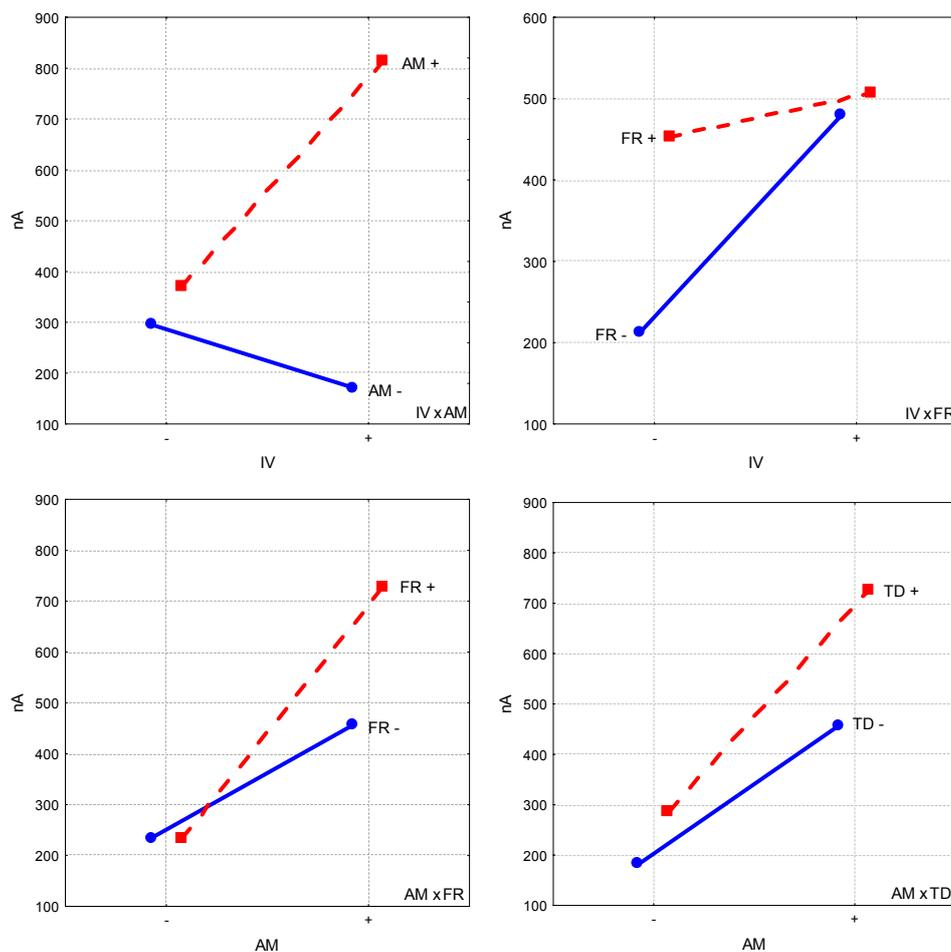 900
800
700
600
500
400
300
200
100
nA
AM +
AM -
IV x AM
-
+
IV
600
500
400
300
200
100
nA
FR +
FR -
IV x FR
-
+
IV
900
800
700
600
500
400
300
200
100
nA
FR +
FR -
AM x FR
-
+
AM
900
800
700
600
500
400
300
200
100
nA
TD +
TD -
AM x TD
-
+
AM